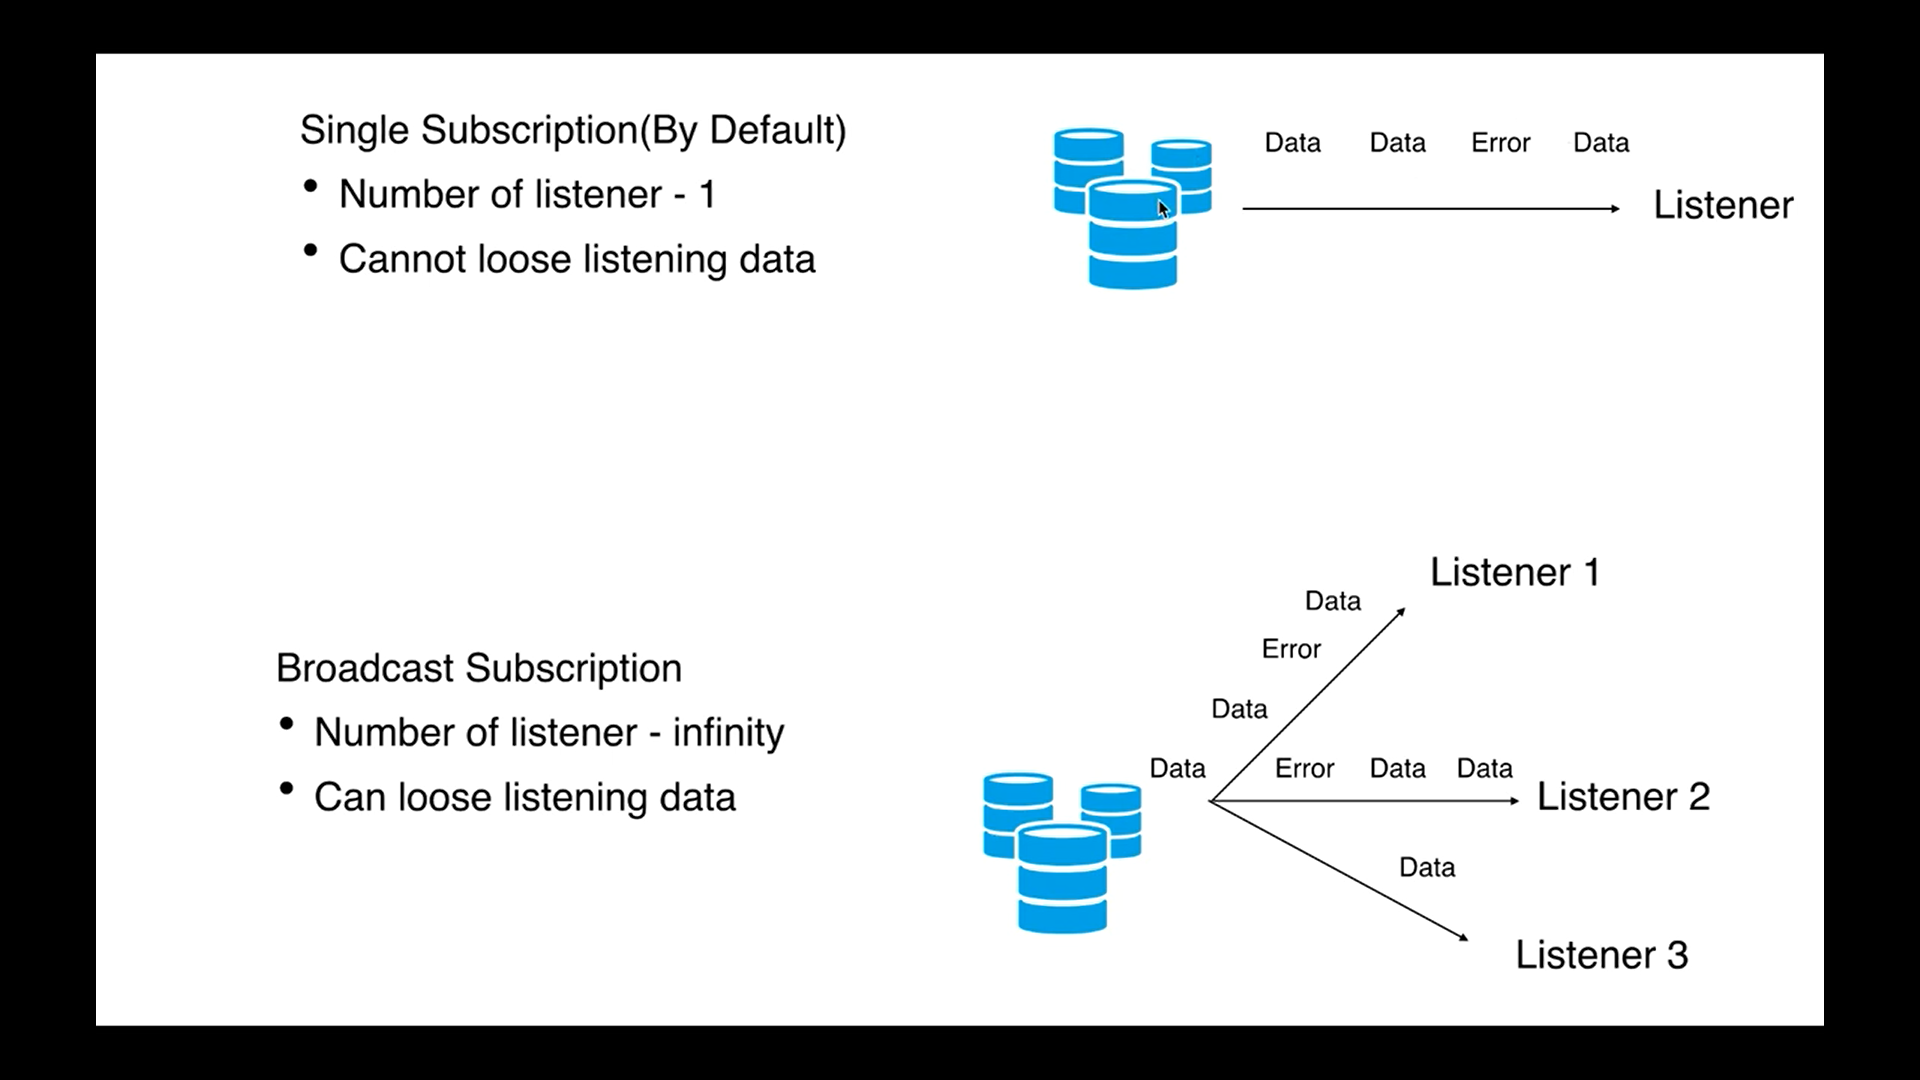 Single Subscription(By Default)
• Number of listener - 1
• Cannot loose listening data
Data Data Error Data
Listener
Broadcast Subscription
• Number of listener - infinity
• Can loose listening data
Listener 1
Data
Error
Data
Data Error Data Data
Listener 2
Data
Listener 3